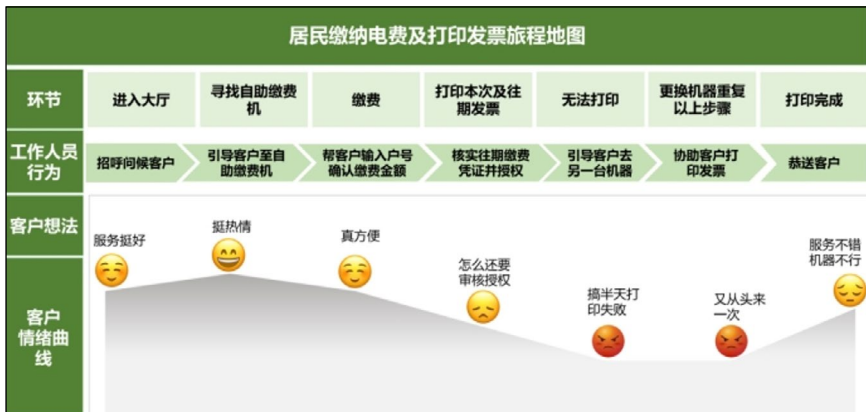 居民缴纳电费及打印发票旅程地图
环节
进入大厅
寻找自助缴费
机
缴费
打印本次及往
期发票
无法打印
更换机器重复
以上步骤
打印完成
工作人员
行为
招呼问候客户
引导客户至自
助缴费机
帮客户输入户号
确认缴费金额
核实往期缴费
凭证并授权
引导客户去
另一台机器
协助客户打
印发票
恭送客户
客户想法
服务挺好
挺热情
真方便
怎么还要
审核授权
搞半天打
印失败
又从头来
一次
服务不错
机器不行
客户
情绪曲
线